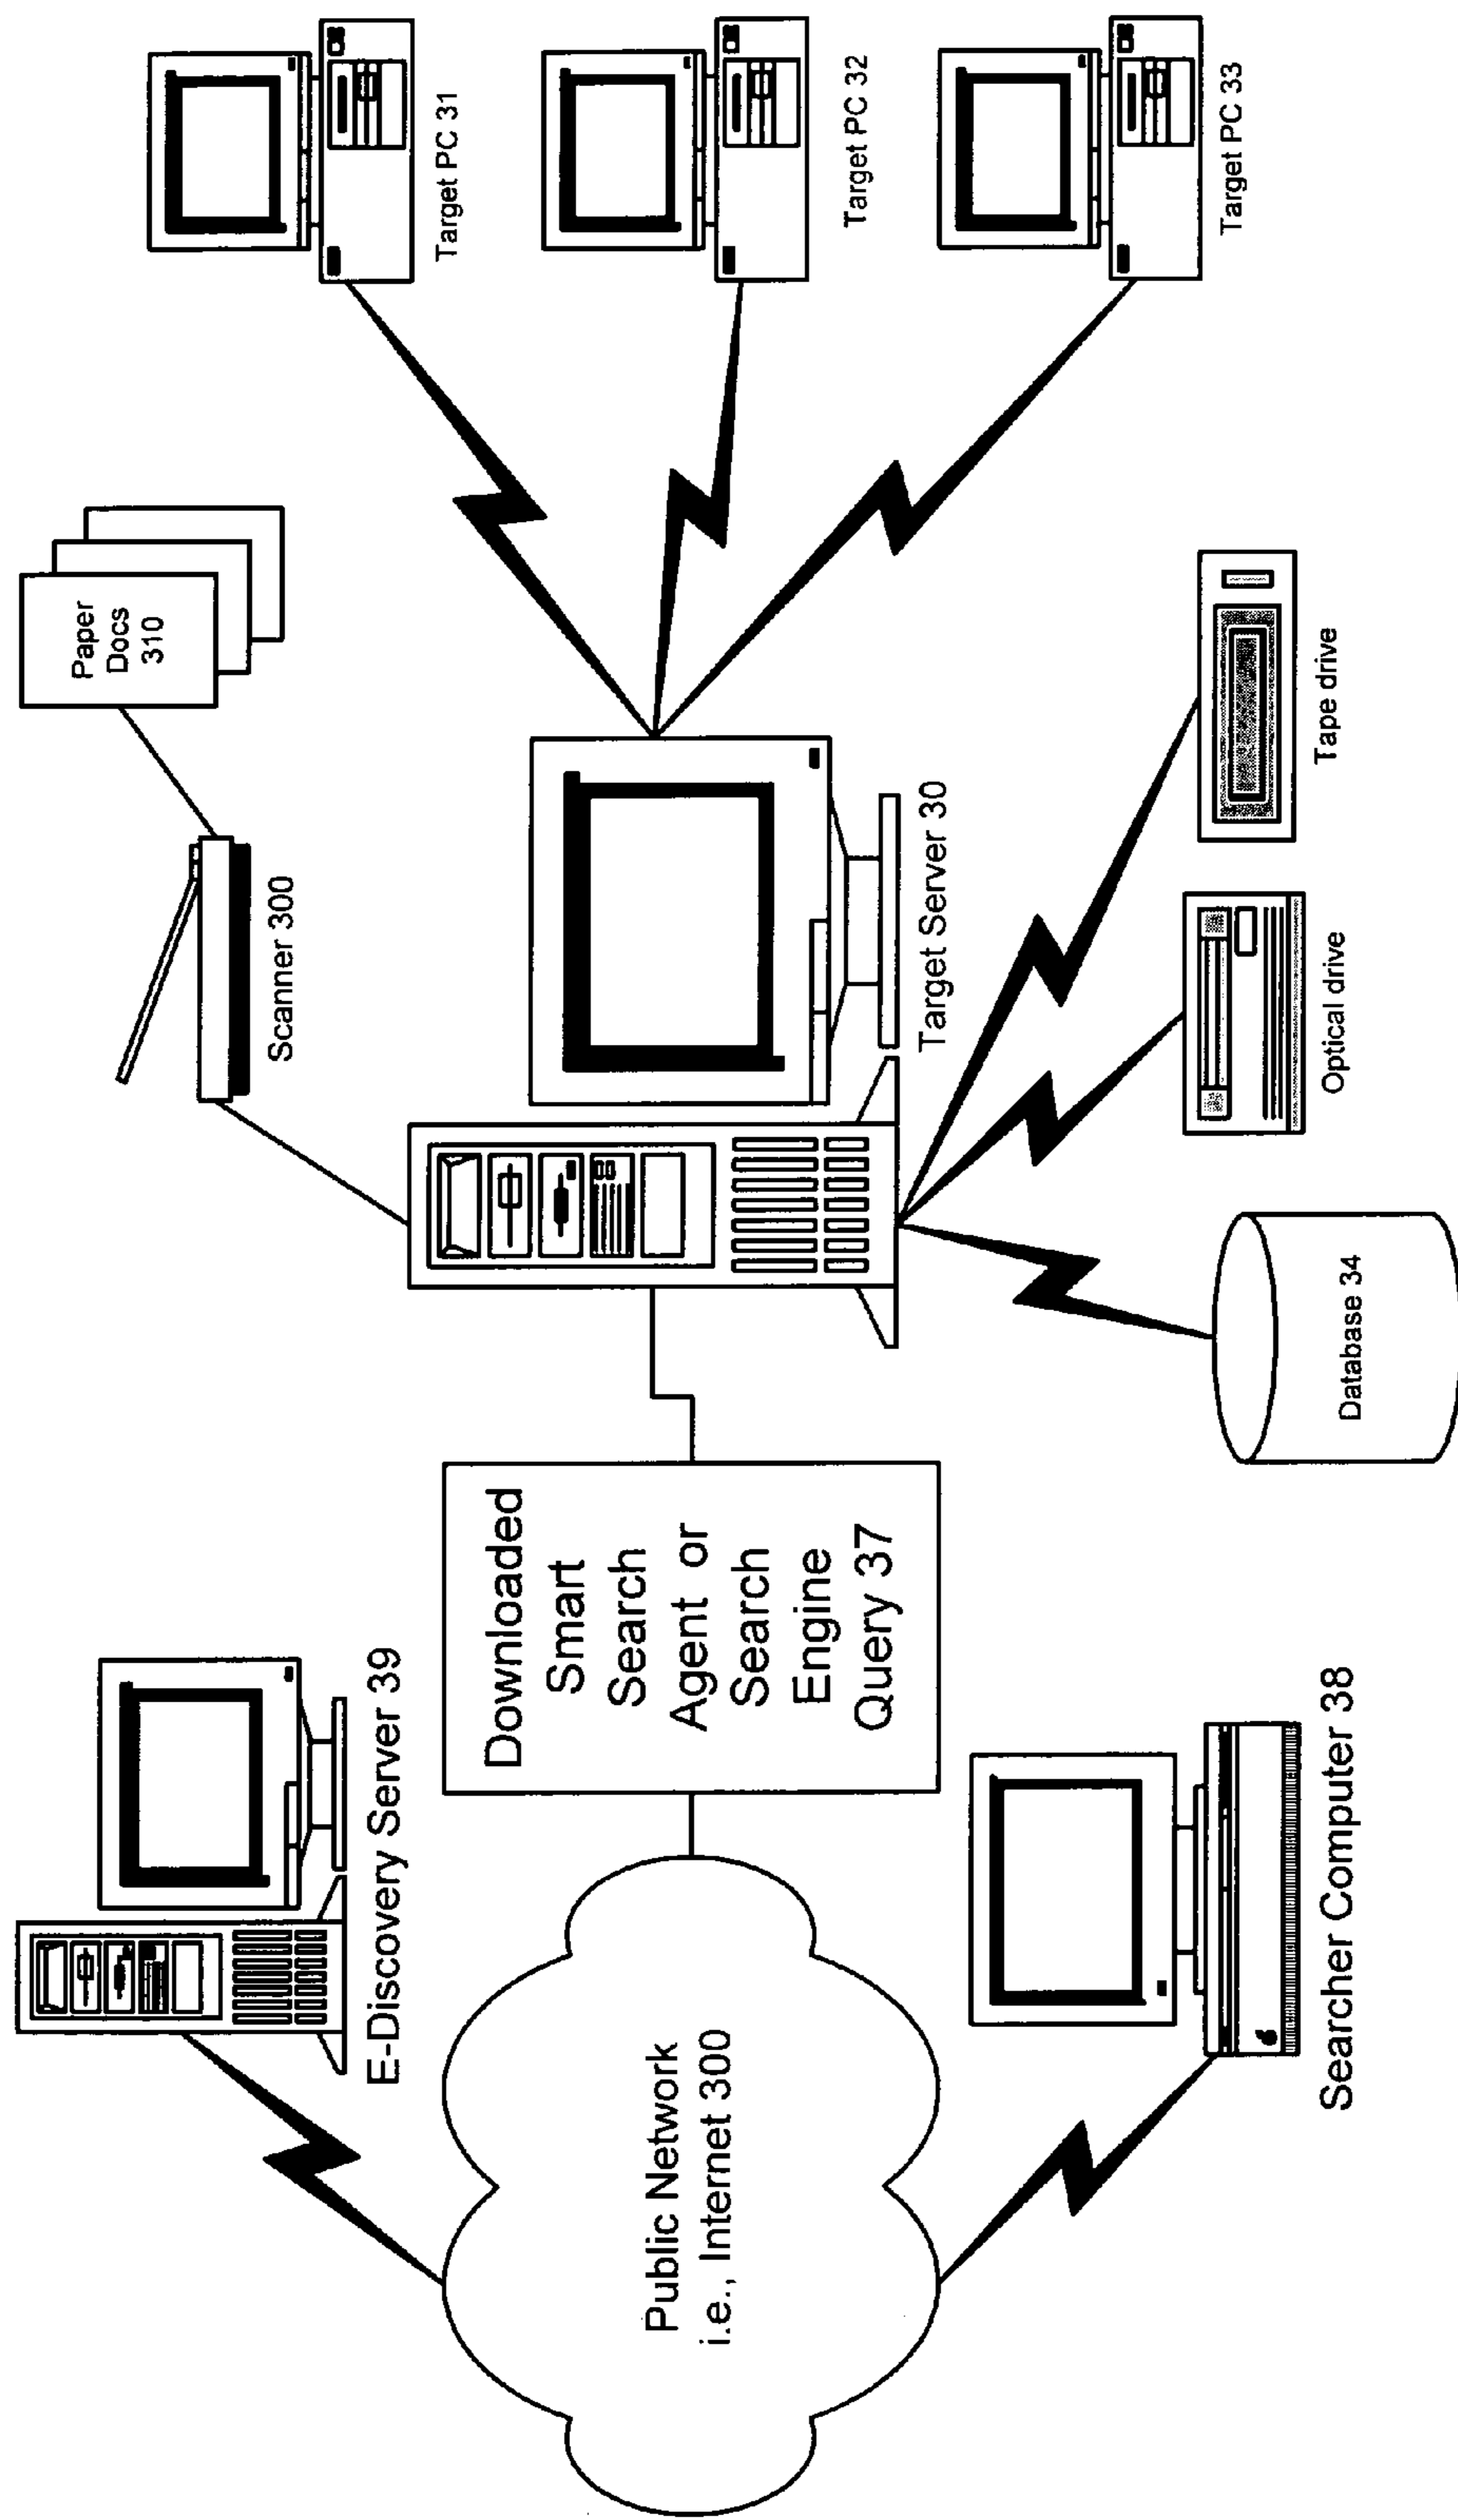 E-Discovery Server 39
Public Network
i.e., Internet 300
Searcher Computer 38
Downloaded
Smart
Search
Agent or
Search
Engine
Query 37
Scanner 300
Paper
Docs
310
Target Server 30
Database 34
Optical drive
Tape drive
Target PC 31
Target PC 32
Target PC 33